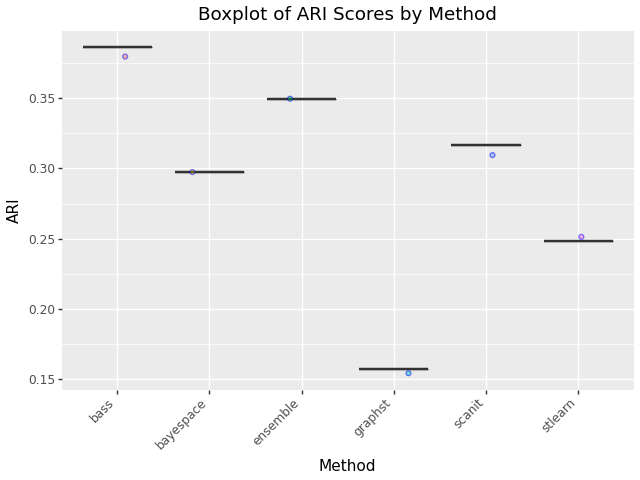 Boxplot of ARI Scores by Method
ARI
0.35
0.30
0.25
0.20
0.15
bass
bayespace
ensemble
graphst
scanit
stlearn
Method